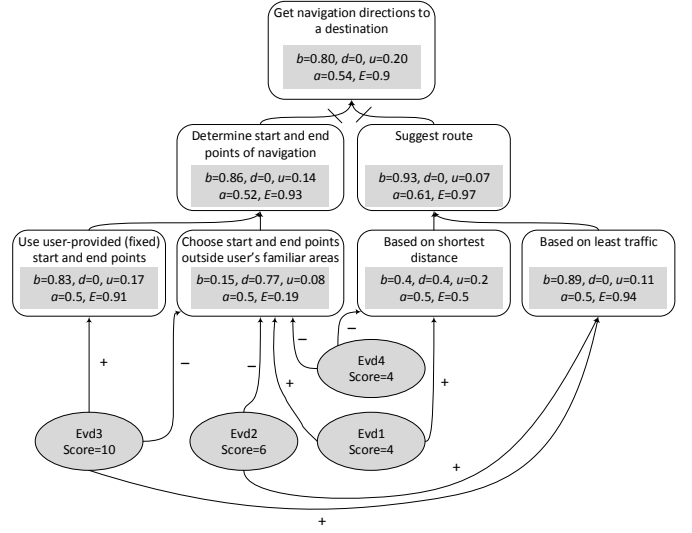 Get navigation directions to
a destination
b=0.80, d=0, u=0.20
a=0.54, E=0.9
Determine start and end
points of navigation
b=0.86, d=0, u=0.14
a=0.52, E=0.93
Suggest route
b=0.93, d=0, u=0.07
a=0.61, E=0.97
Use user-provided (fixed)
start and end points
b=0.83, d=0, u=0.17
a=0.5, E=0.91
Choose start and end points
outside user's familiar areas
b=0.15, d=0.77, u=0.08
a=0.5, E=0.19
Based on shortest
distance
b=0.4, d=0.4, u=0.2
a=0.5, E=0.5
Based on least traffic
b=0.89, d=0, u=0.11
a=0.5, E=0.94
+
–
–
+
–
–
+
Evd4
Score=4
Evd3
Score=10
Evd2
Score=6
Evd1
Score=4
+
+